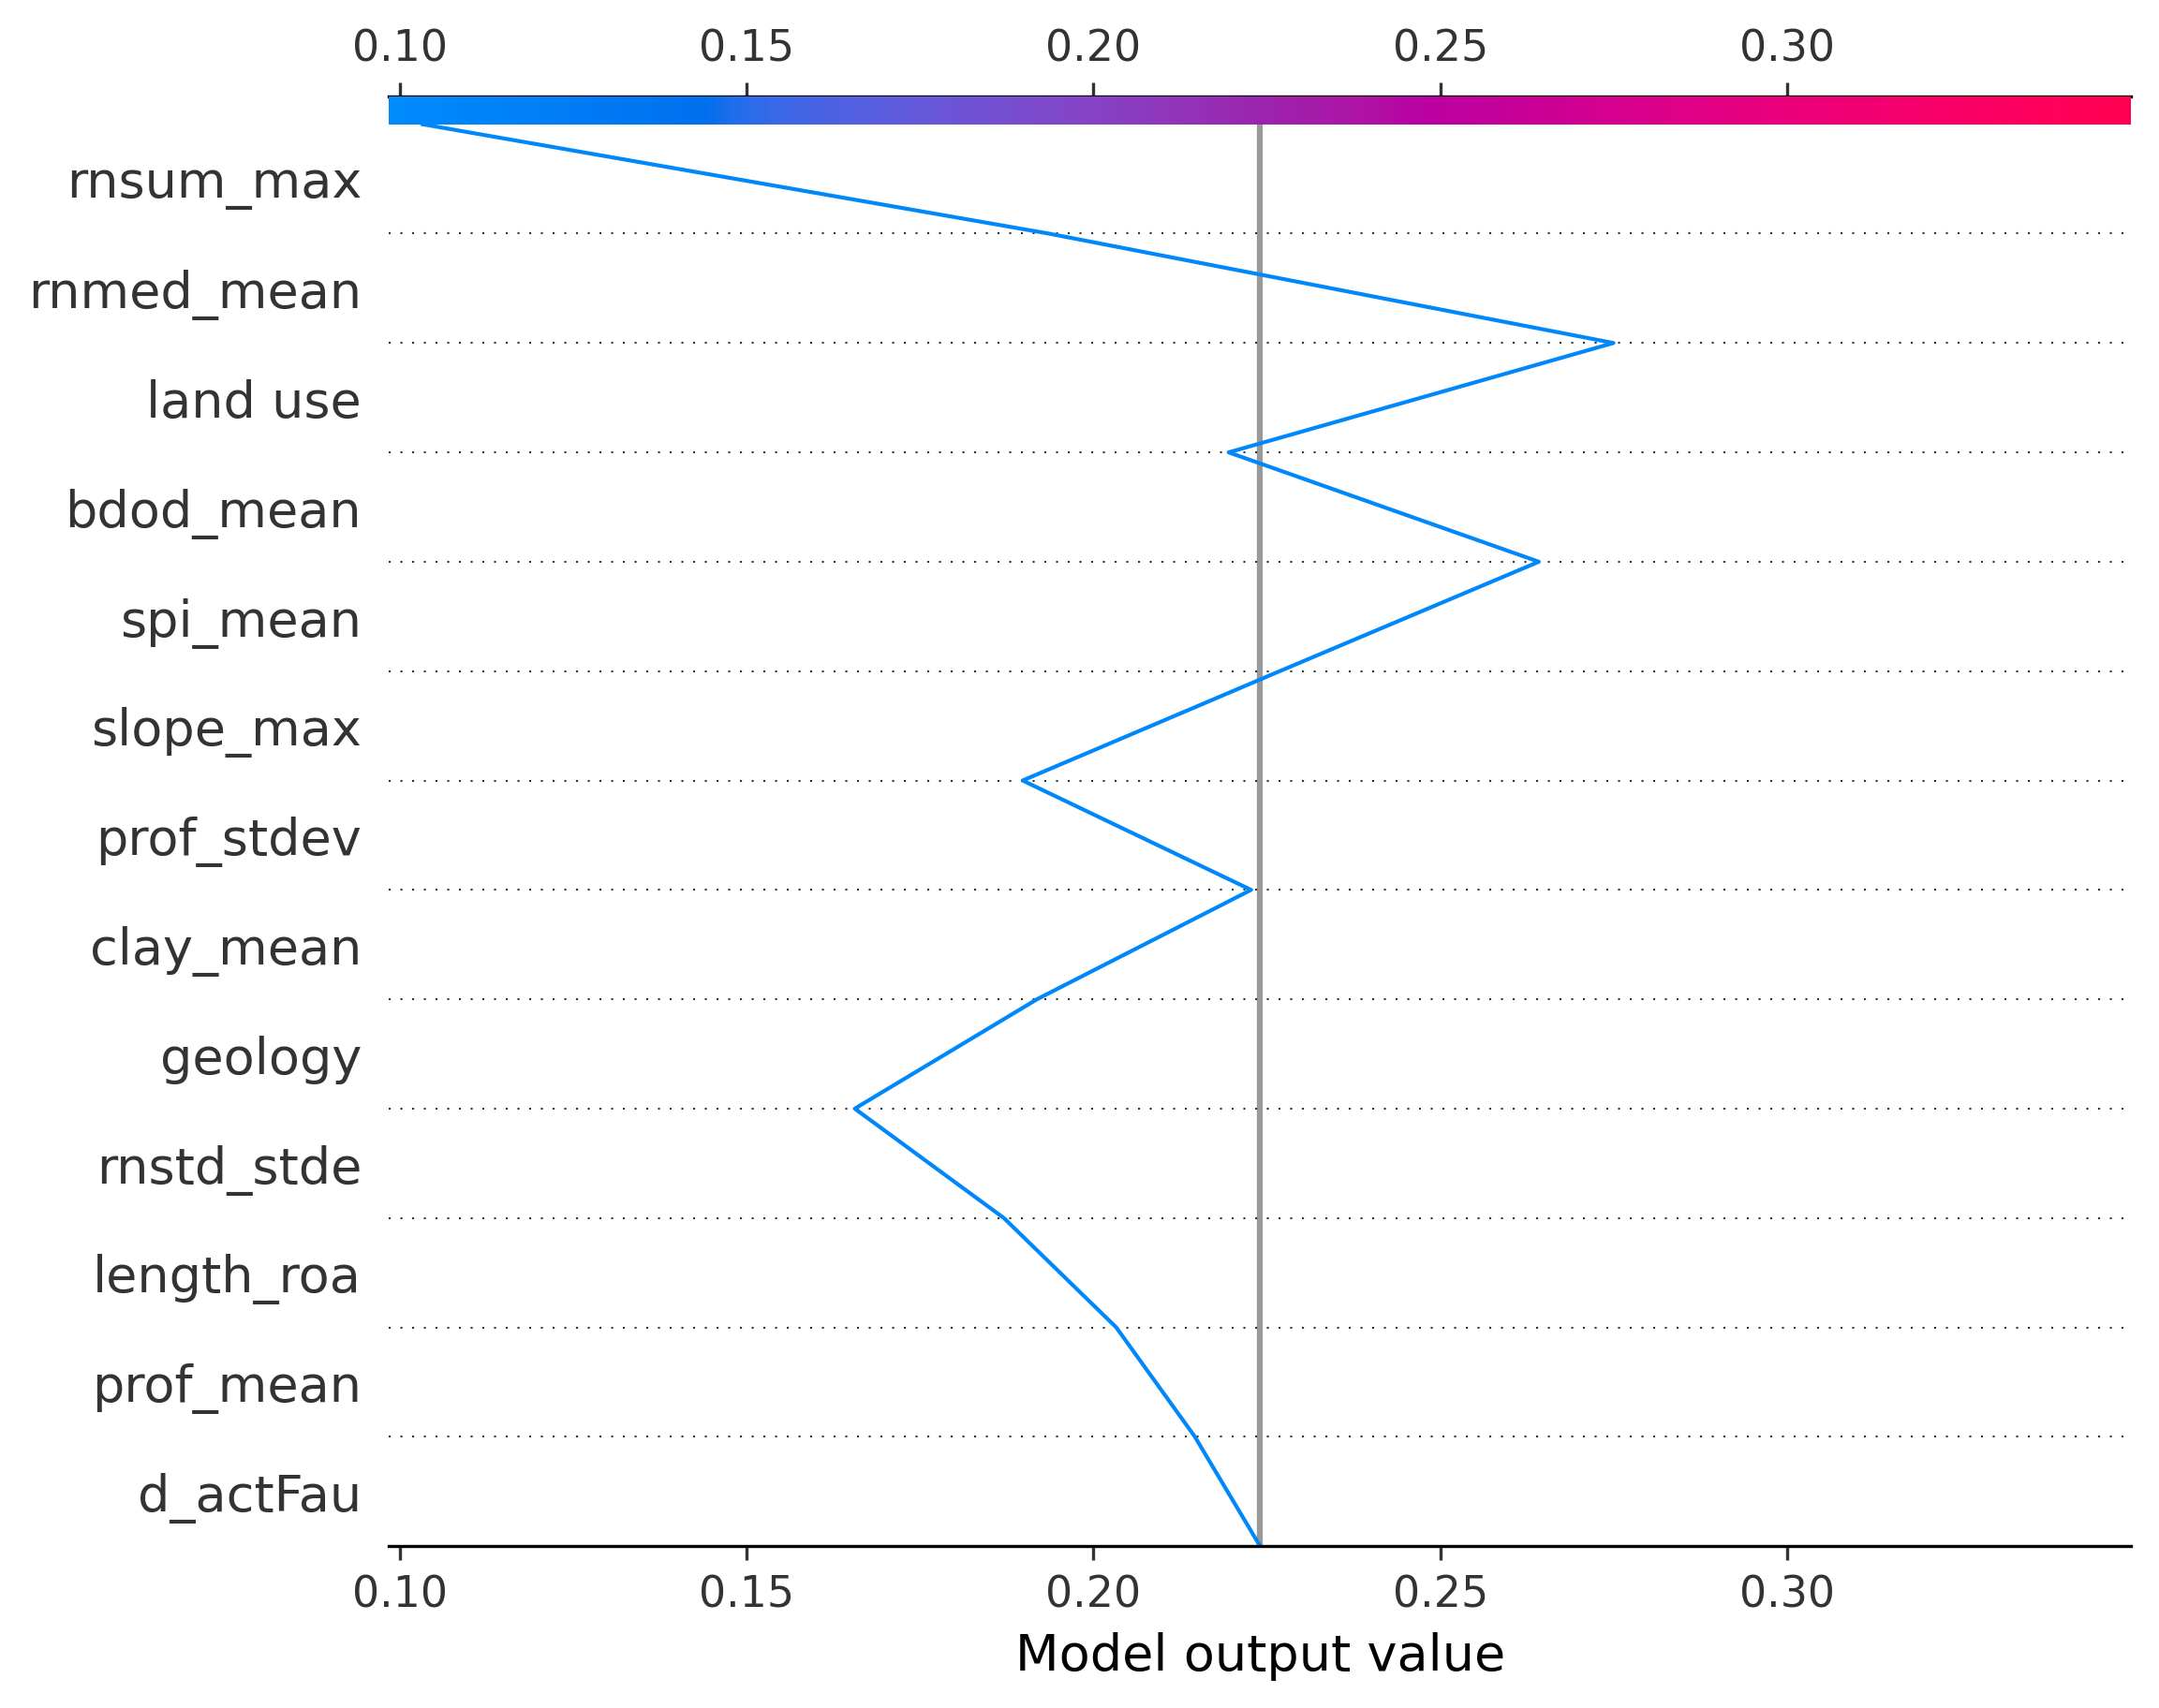 0.10 0.15 0.20 0.25 0.30
rnsum_max
rnmed_mean
land use
bdod_mean
spi_mean
slope_max
prof_stdev
clay_mean
geology
rnstd_stde
length_roa
prof_mean
d_actFau
0.10 0.15 0.20 0.25 0.30
Model output value